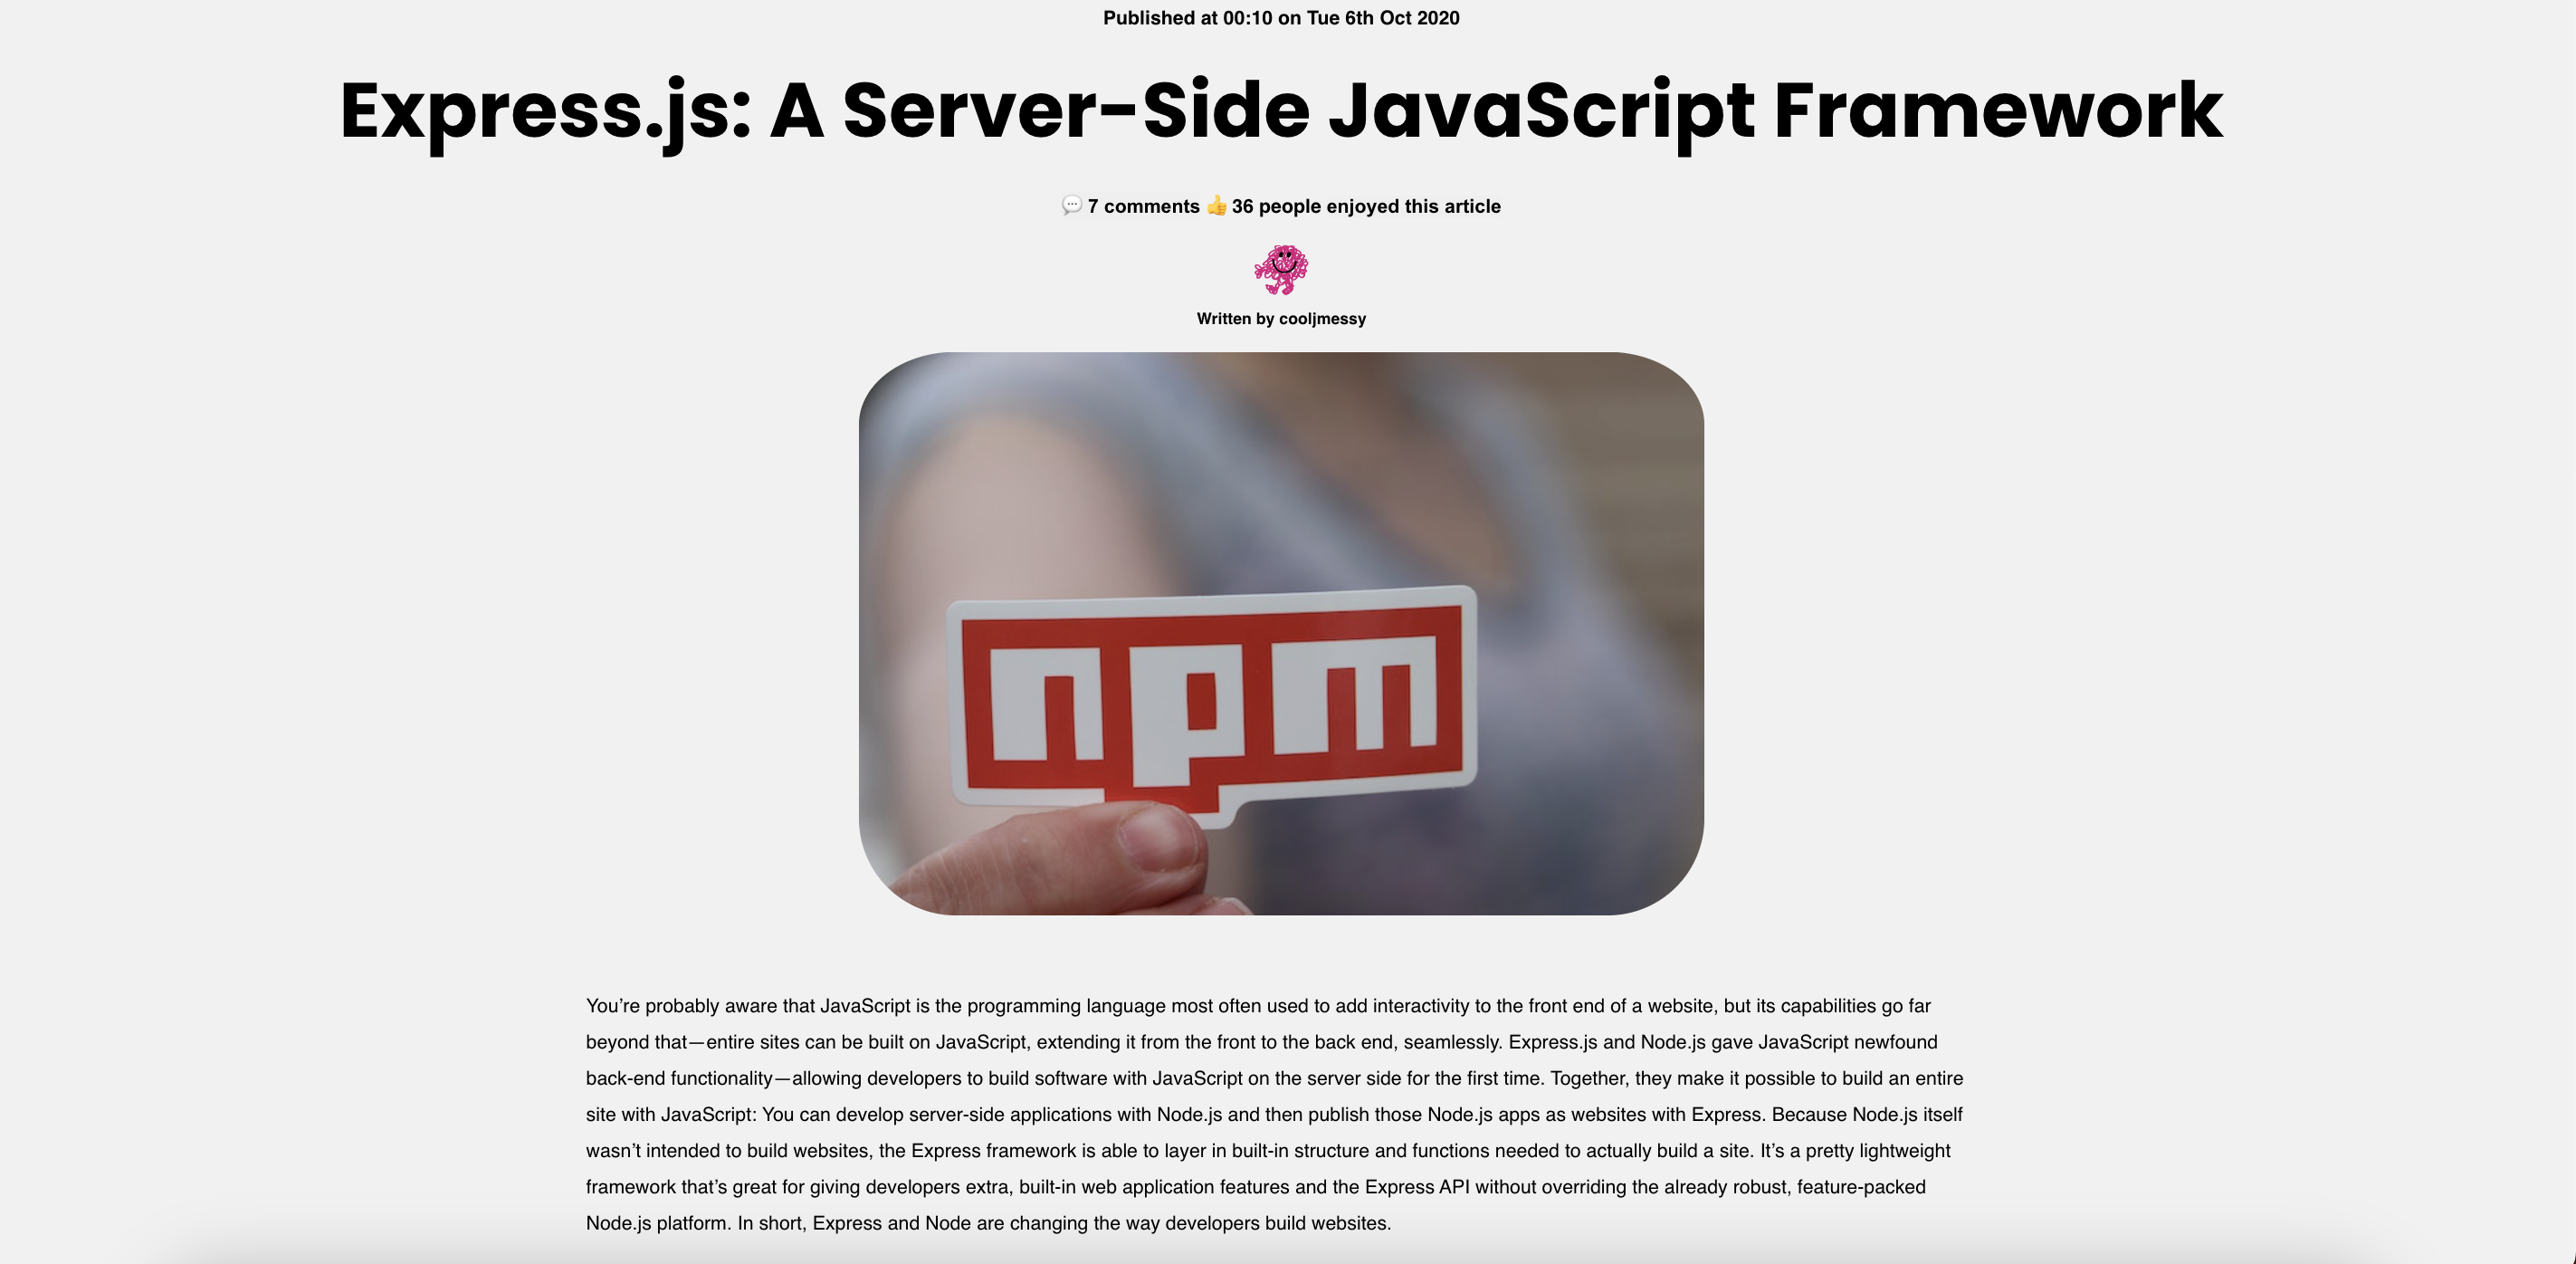 Published at 00:10 on Tue 6th Oct 2020
Express.js: A Server-Side JavaScript Framework
💬 7 comments 👍 36 people enjoyed this article
Written by cooljmessy
npm
You’re probably aware that JavaScript is the programming language most often used to add interactivity to the front end of a website, but its capabilities go far
beyond that—entire sites can be built on JavaScript, extending it from the front to the back end, seamlessly. Express.js and Node.js gave JavaScript newfound
back-end functionality—allowing developers to build software with JavaScript on the server side for the first time. Together, they make it possible to build an entire
site with JavaScript: You can develop server-side applications with Node.js and then publish those Node.js apps as websites with Express. Because Node.js itself
wasn’t intended to build websites, the Express framework is able to layer in built-in structure and functions needed to actually build a site. It’s a pretty lightweight
framework that’s great for giving developers extra, built-in web application features and the Express API without overriding the already robust, feature-packed
Node.js platform. In short, Express and Node are changing the way developers build websites.